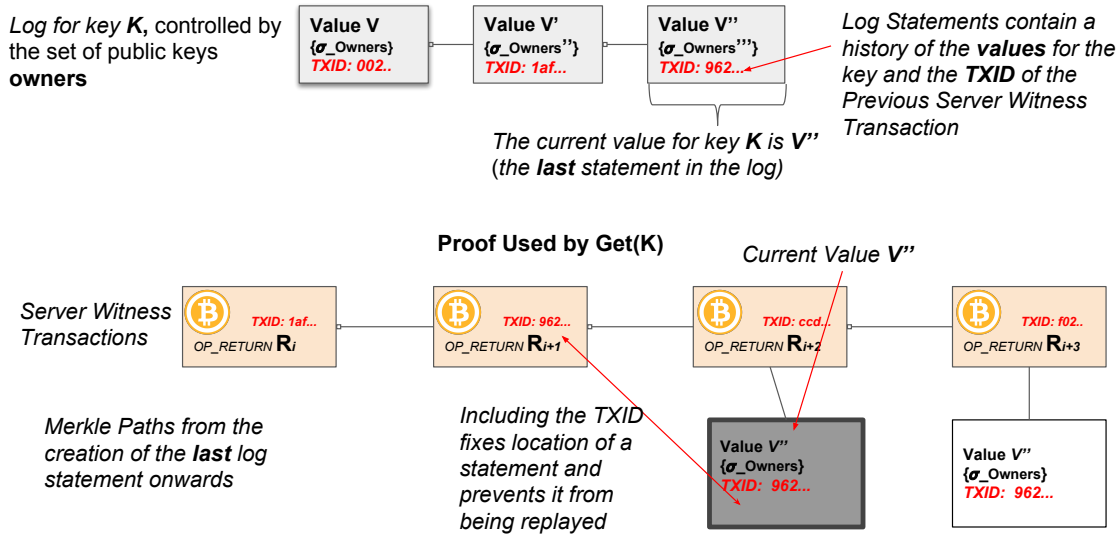 Log for key K, controlled by
the set of public keys
owners
Value V
{σ_Owners}
TXID: 002..
Value V'
{σ_Owners''}
TXID: 1af...
Value V''
{σ_Owners'''}
TXID: 962...
Log Statements contain a
history of the values for the
key and the TXID of the
Previous Server Witness
Transaction
The current value for key K is V''
(the last statement in the log)
Proof Used by Get(K)
Current Value V''
Server Witness
Transactions
TXID: 1af...
OP_RETURN Ri
TXID: 962...
OP_RETURN Ri+1
TXID: ccd...
OP_RETURN Ri+2
TXID: f02..
OP_RETURN Ri+3
Merkle Paths from the
creation of the last log
statement onwards
Including the TXID
fixes location of a
statement and
prevents it from
being replayed
Value V''
{σ_Owners}
TXID: 962...
Value V''
{σ_Owners}
TXID: 962...